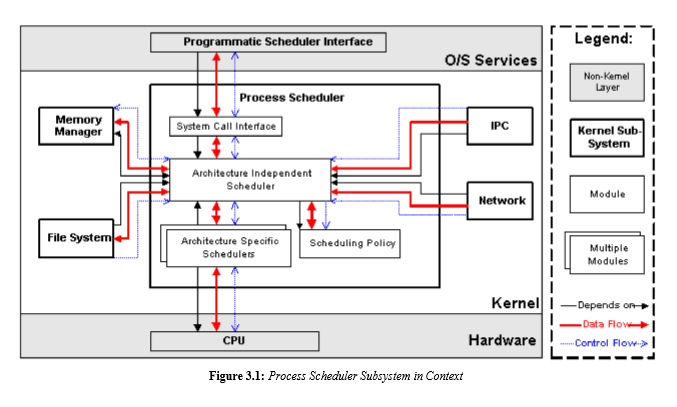 Programmatic Scheduler Interface
O/S Services
Process Scheduler
System Call Interface
Memory
Manager
IPC
Architecture Independent
Scheduler
Network
File System
Architecture Specific
Schedulers
Scheduling Policy
Kernel
CPU
Hardware
Legend:
Non-Kernel
Layer
Kernel Sub-
System
Module
Multiple
Modules
Depends on
Data Flow
Control Flow
Figure 3.1: Process Scheduler Subsystem in Context